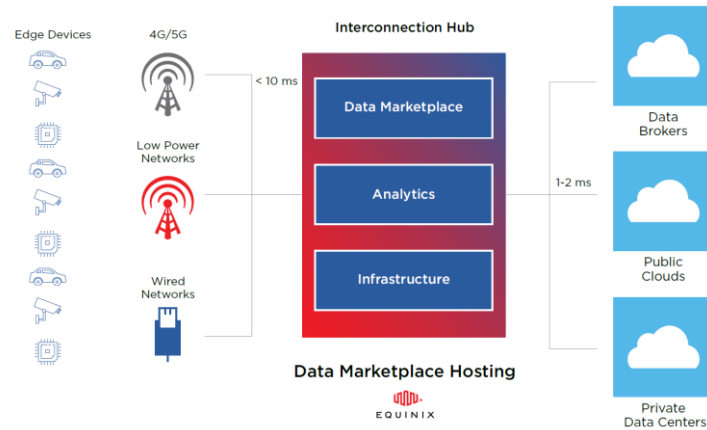 Edge Devices
4G/5G
Low Power
Networks
Wired
Networks
< 10 ms
Interconnection Hub
Data Marketplace
Analytics
Infrastructure
Data Marketplace Hosting
EQUINIX
1-2 ms
Data
Brokers
Public
Clouds
Private
Data Centers